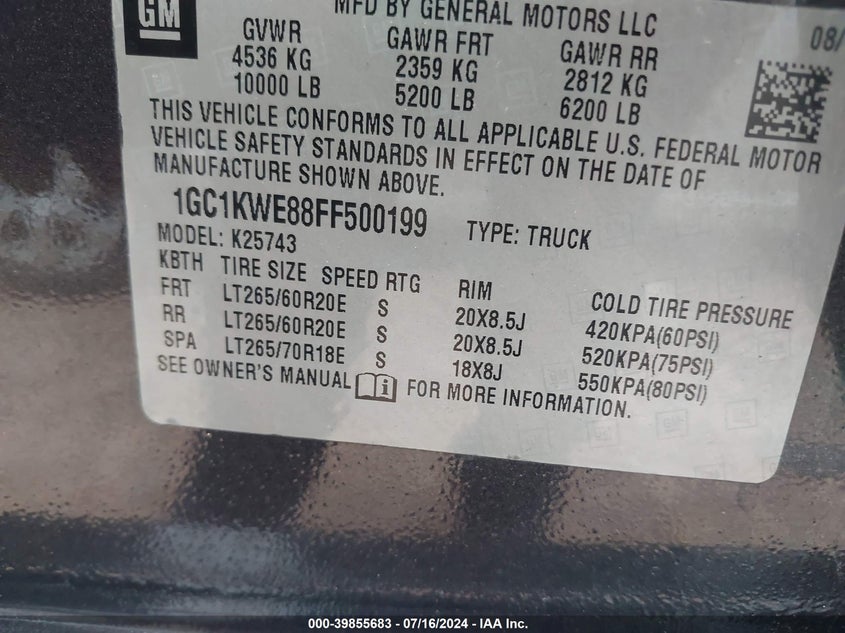 GM
MFD BY GENERAL MOTORS LLC
08/
GVWR GAWR FRT GAWR RR
4536 KG 2359 KG 2812 KG
10000 LB 5200 LB 6200 LB
THIS VEHICLE CONFORMS TO ALL APPLICABLE U.S. FEDERAL MOTOR
VEHICLE SAFETY STANDARDS IN EFFECT ON THE DATE OF
MANUFACTURE SHOWN ABOVE.
1GC1KWE88FF500199 TYPE: TRUCK
MODEL: K25743
KBTH TIRE SIZE SPEED RTG RIM COLD TIRE PRESSURE
FRT LT265/60R20E S 20X8.5J 420KPA(60PSI)
RR LT265/60R20E S 20X8.5J 520KPA(75PSI)
SPA LT265/70R18E S 18X8J 550KPA(80PSI)
SEE OWNER'S MANUAL i FOR MORE INFORMATION.
000-39855683 - 07/16/2024 - IAA Inc.